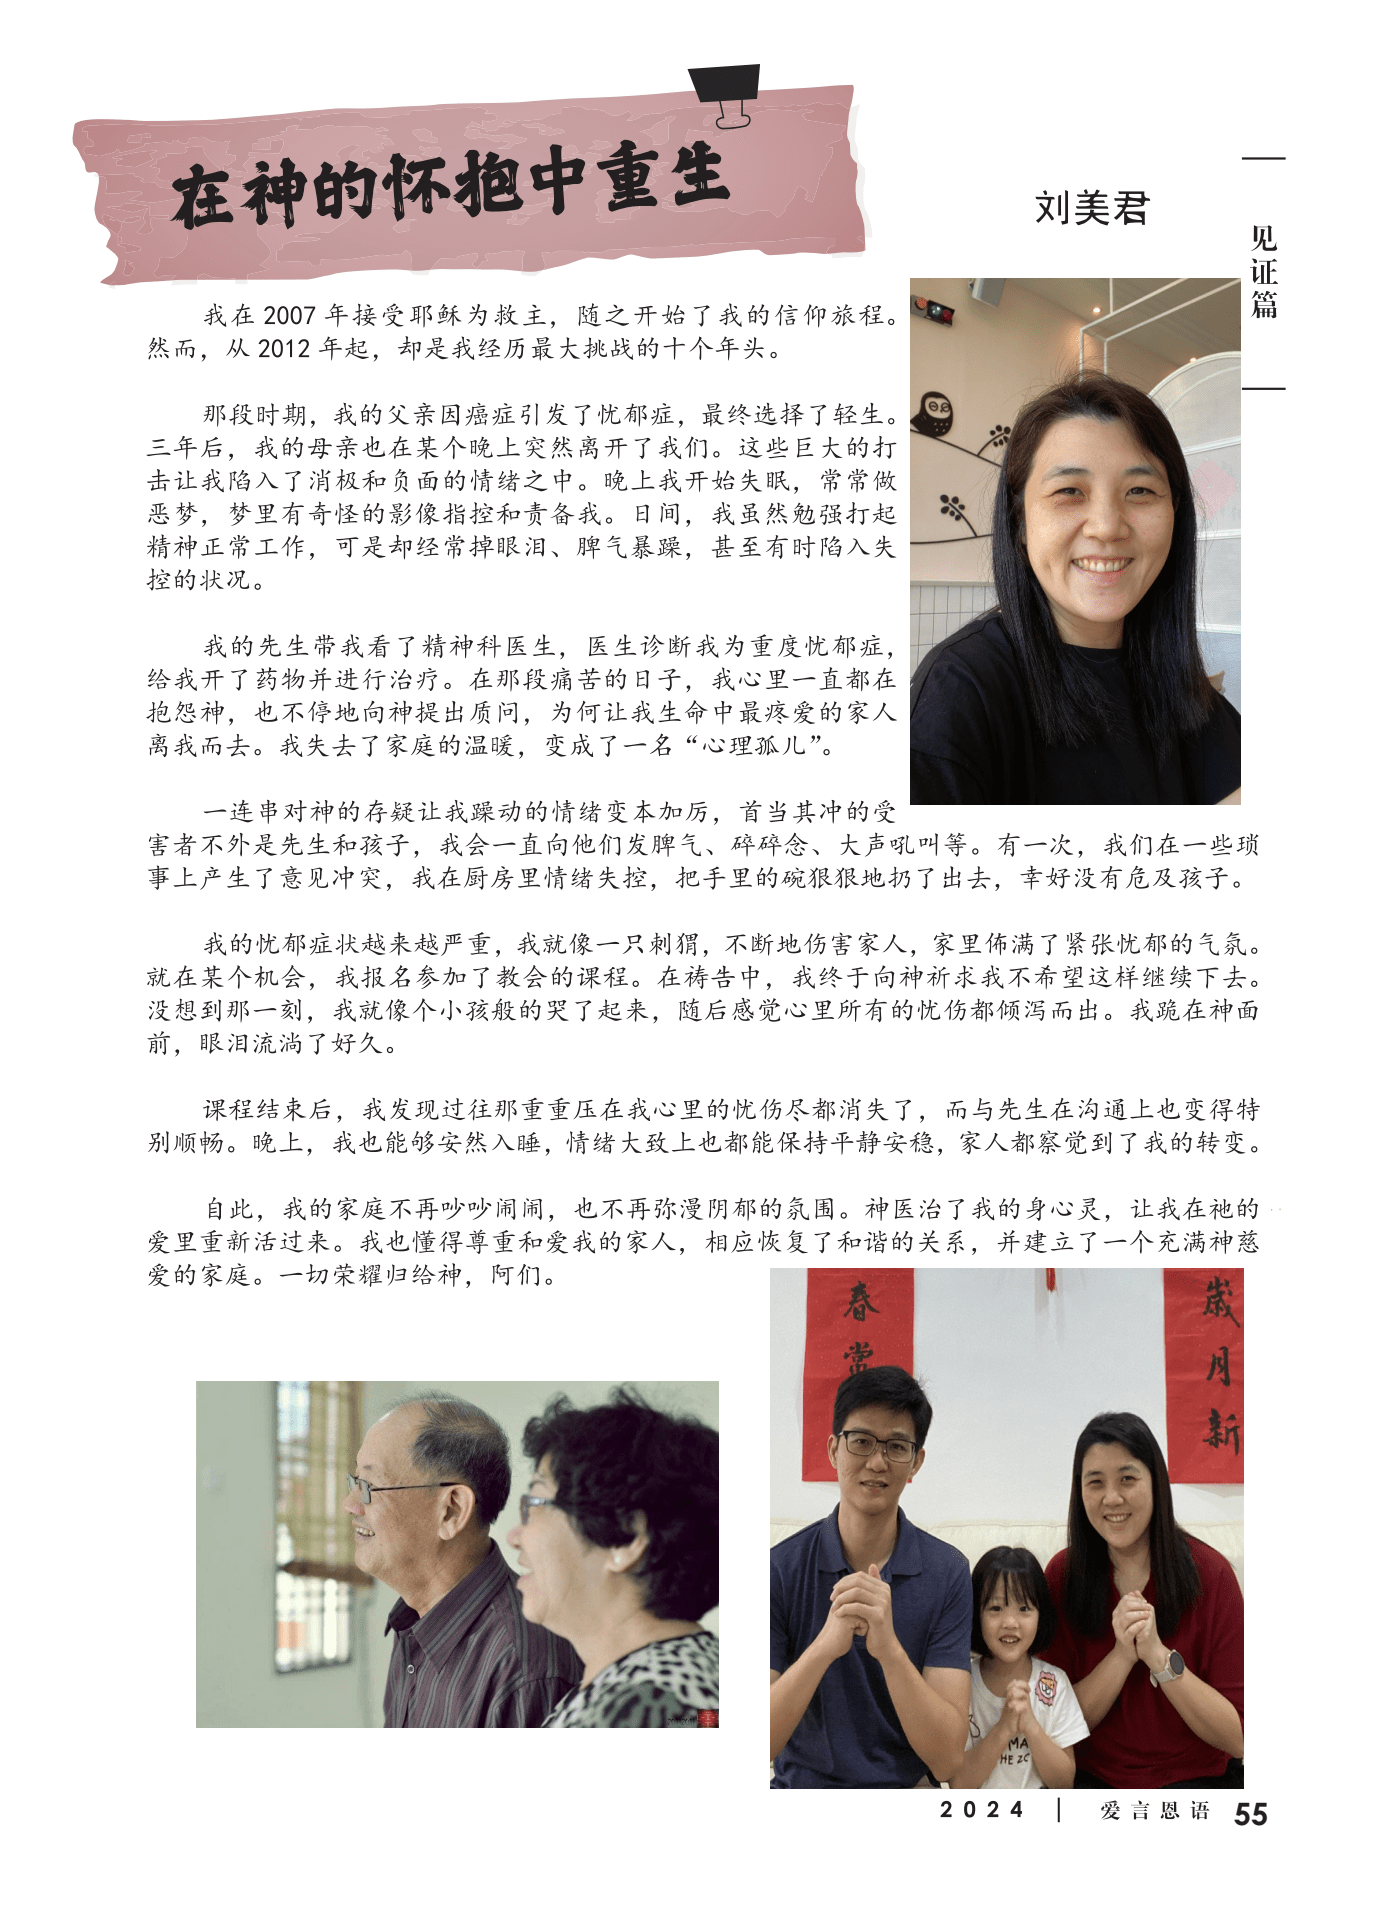 在神的怀抱中重生
刘美君
见证篇
我在 2007 年接受耶稣为救主，随之开始了我的信仰旅程。
然而，从 2012 年起，却是我经历最大挑战的十个年头。
那段时期，我的父亲因癌症引发了忧郁症，最终选择了轻生。
三年后，我的母亲也在某个晚上突然离开了我们。这些巨大的打
击让我陷入了消极和负面的情绪之中。晚上我开始失眠，常常做
恶梦，梦里有奇怪的影像指控和责备我。日间，我虽然勉强打起
精神正常工作，可是却经常掉眼泪、脾气暴躁，甚至有时陷入失
控的状况。
我的先生带我看了精神科医生，医生诊断我为重度忧郁症，
给我开了药物并进行治疗。在那段痛苦的日子，我心里一直都在
抱怨神，也不停地向神提出质问，为何让我生命中最疼爱的家人
离我而去。我失去了家庭的温暖，变成了一名“心理孤儿”。
一连串对神的存疑让我躁动的情绪变本加厉，首当其冲的受
害者不外是先生和孩子，我会一直向他们发脾气、碎碎念、大声吼叫等。有一次，我们在一些琐
事上产生了意见冲突，我在厨房里情绪失控，把手里的碗狠狠地扔了出去，幸好没有危及孩子。
我的忧郁症状越来越严重，我就像一只刺猬，不断地伤害家人，家里佈满了紧张忧郁的气氛。
就在某个机会，我报名参加了教会的课程。在祷告中，我终于向神祈求我不希望这样继续下去。
没想到那一刻，我就像个小孩般的哭了起来，随后感觉心里所有的忧伤都倾泻而出。我跪在神面
前，眼泪流淌了好久。
课程结束后，我发现过往那重重压在我心里的忧伤尽都消失了，而与先生在沟通上也变得特
别顺畅。晚上，我也能够安然入睡，情绪大致上也都能保持平静安稳，家人都察觉到了我的转变。
自此，我的家庭不再吵吵闹闹，也不再弥漫阴郁的氛围。神医治了我的身心灵，让我在祂的
爱里重新活过来。我也懂得尊重和爱我的家人，相应恢复了和谐的关系，并建立了一个充满神慈
爱的家庭。一切荣耀归给神，阿们。
春常
岁月新
MA
HE ZC
2024 | 爱言恩语 55